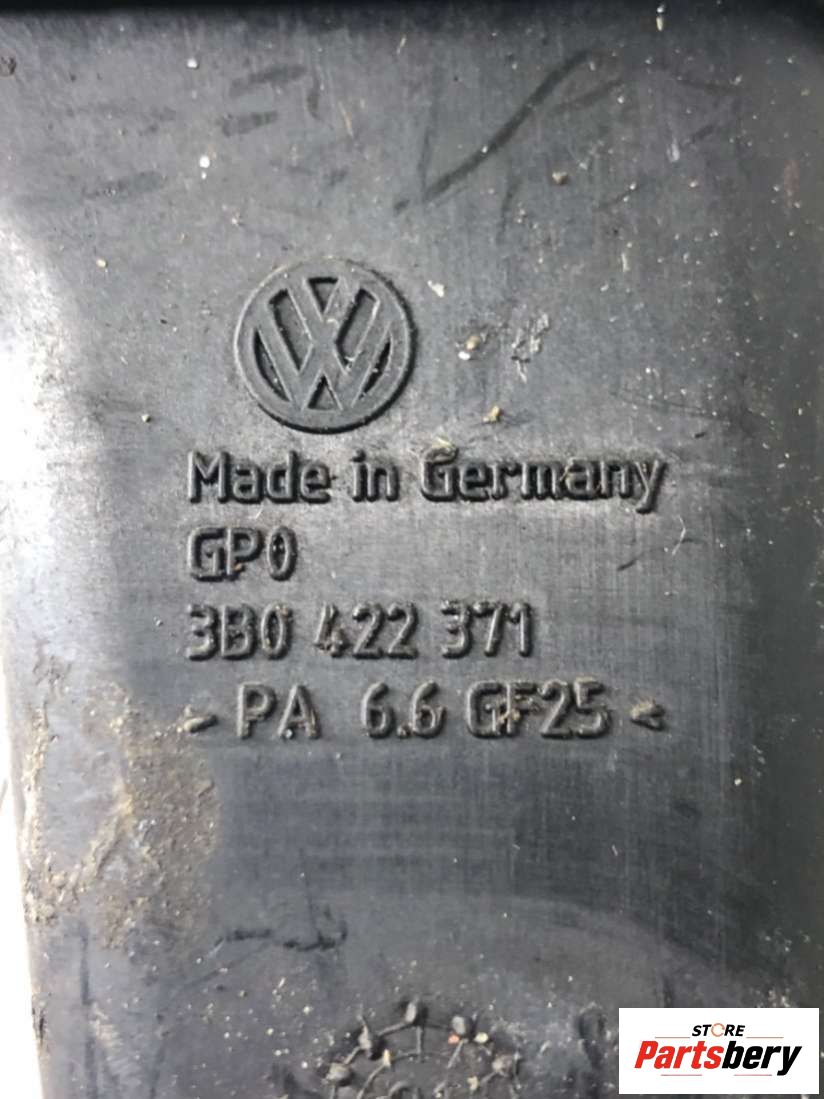 Made in Germany
GP0
3B0 422 371
> PA 6.6 GF25 <
STORE
Partsbery